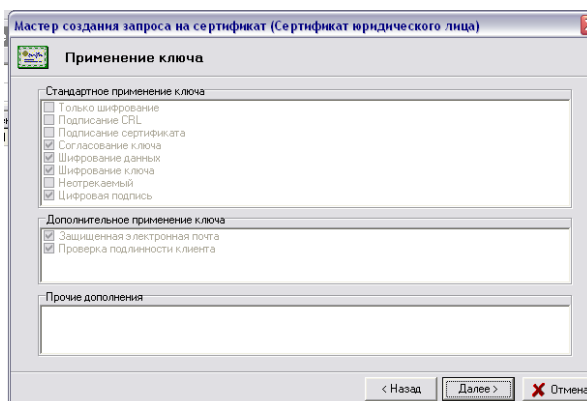 Мастер создания запроса на сертификат (Сертификат юридического лица)
Применение ключа
Стандартное применение ключа
Только шифрование
Подписание CRL
Подписание сертификата
Согласование ключа
Шифрование данных
Шифрование ключа
Неотрекаемый
Цифровая подпись
Дополнительное применение ключа
Защищенная электронная почта
Проверка подлинности клиента
Прочие дополнения
< Назад
Далее >
Отмена